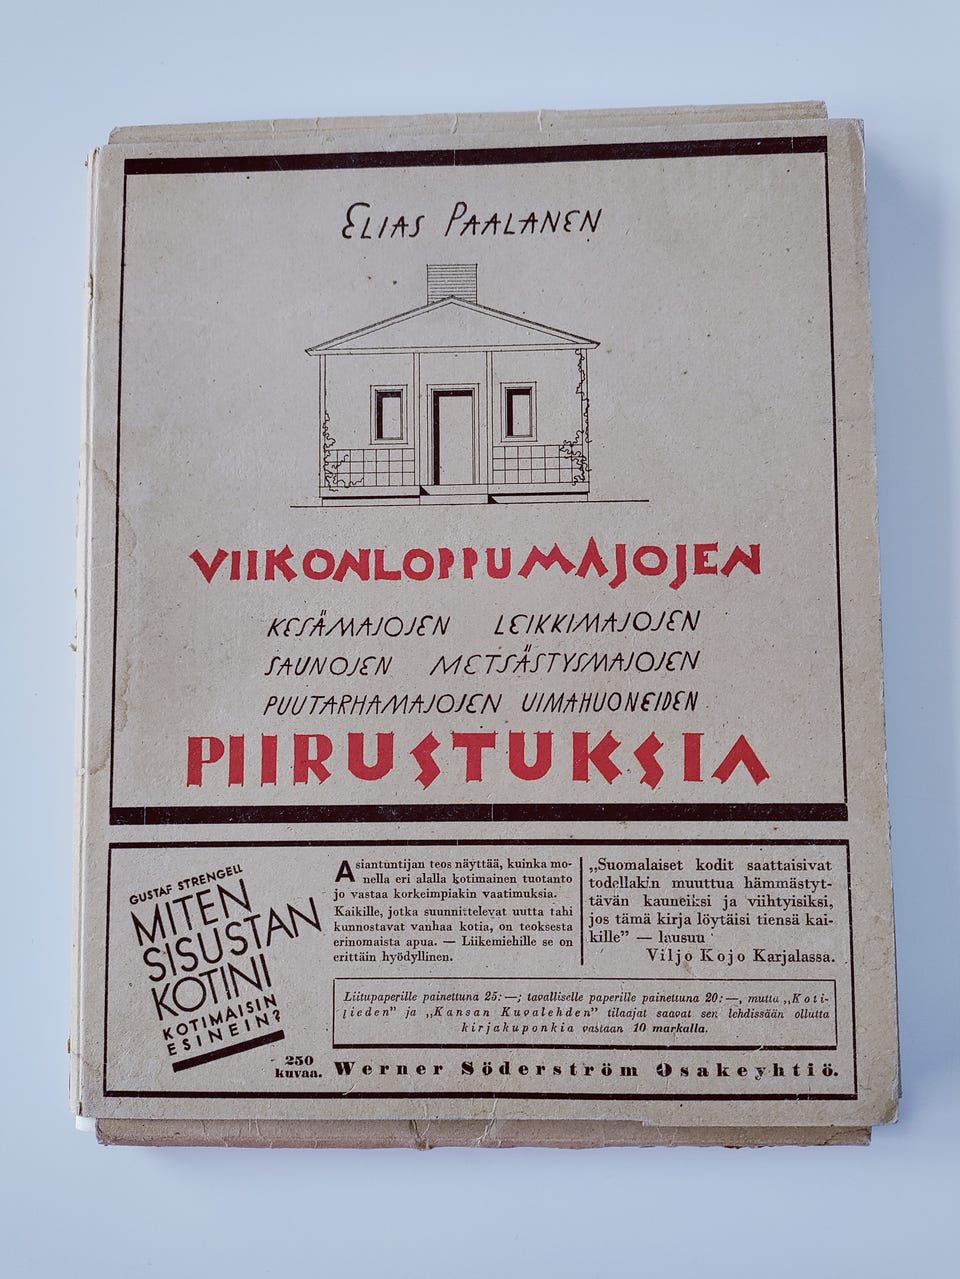 ELIAS PAALANEN
VIIKONLOPPUMAJOJEN
KESÄMAJOJEN LEIKKIMAJOJEN
SAUNOJEN METSÄSTYSMAJOJEN
PUUTARHAMAJOJEN UIMAHUONEIDEN
PIIRUSTUKSIA
GUSTAF STRENGELL
MITEN
SISUSTAN
KOTINI
KOTIMAISIN
ESINEIN?
250
kuvaa.
Asiantuntijan teos näyttää, kuinka mo-
nella eri alalla kotimainen tuotanto
jo vastaa korkeimpiakin vaatimuksia.
Kaikille, jotka suunnittelevat uutta tahi
kunnostavat vanhaa kotia, on teoksesta
erinomaista apua. — Liikemiehille se on
erittäin hyödyllinen.
„Suomalaiset kodit saattaisivat
todellakin muuttua hämmästyt-
tävän kauneiksi ja viihtyisiksi,
jos tämä kirja löytäisi tiensä kai-
kille” — lausuu
Viljo Kojo Karjalassa.
Liitupaperille painettuna 25:—; tavalliselle paperille painettuna 20:—, mutta „Koti-
lieden” ja „Kansan Kuvalehden” tilaajat saavat sen lehdissään ollutta
kirjakuponkia vastaan 10 markalla.
Werner Söderström Osakeyhtiö.